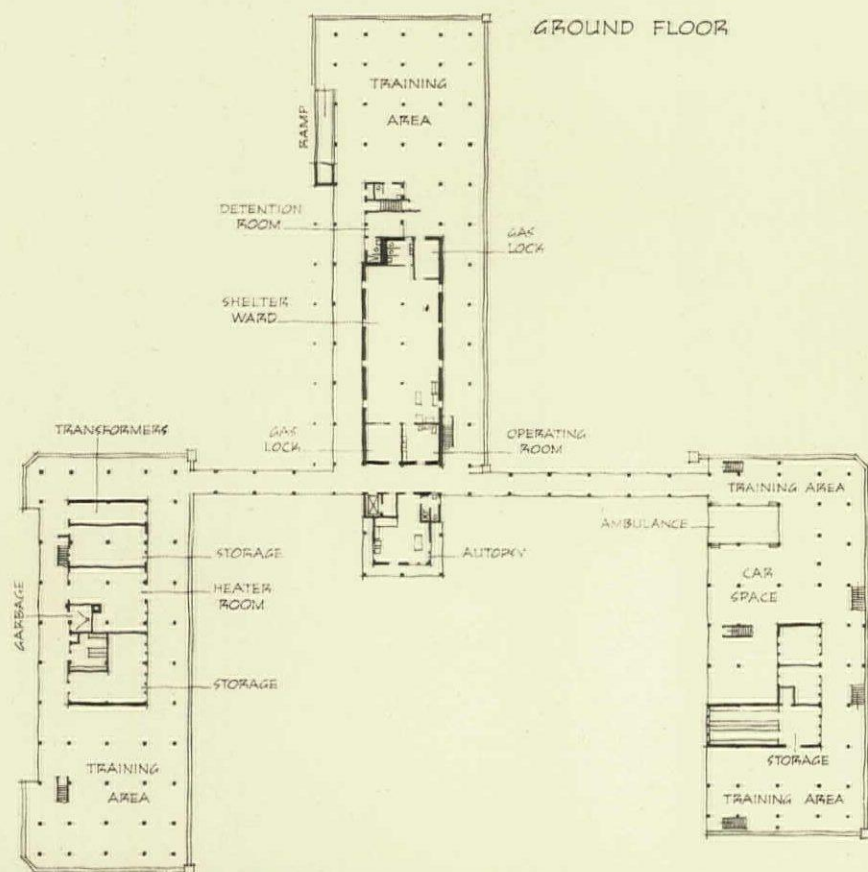 GROUND FLOOR
TRAINING
AREA
RAMP
DETENTION
ROOM
GAS
LOCK
SHELTER
WARD
TRANSFORMERS
GAS
LOCK
OPERATING
ROOM
TRAINING AREA
AMBULANCE
STORAGE
AUTOPSY
CAR
SPACE
HEATER
ROOM
GARBAGE
STORAGE
STORAGE
TRAINING
AREA
TRAINING AREA